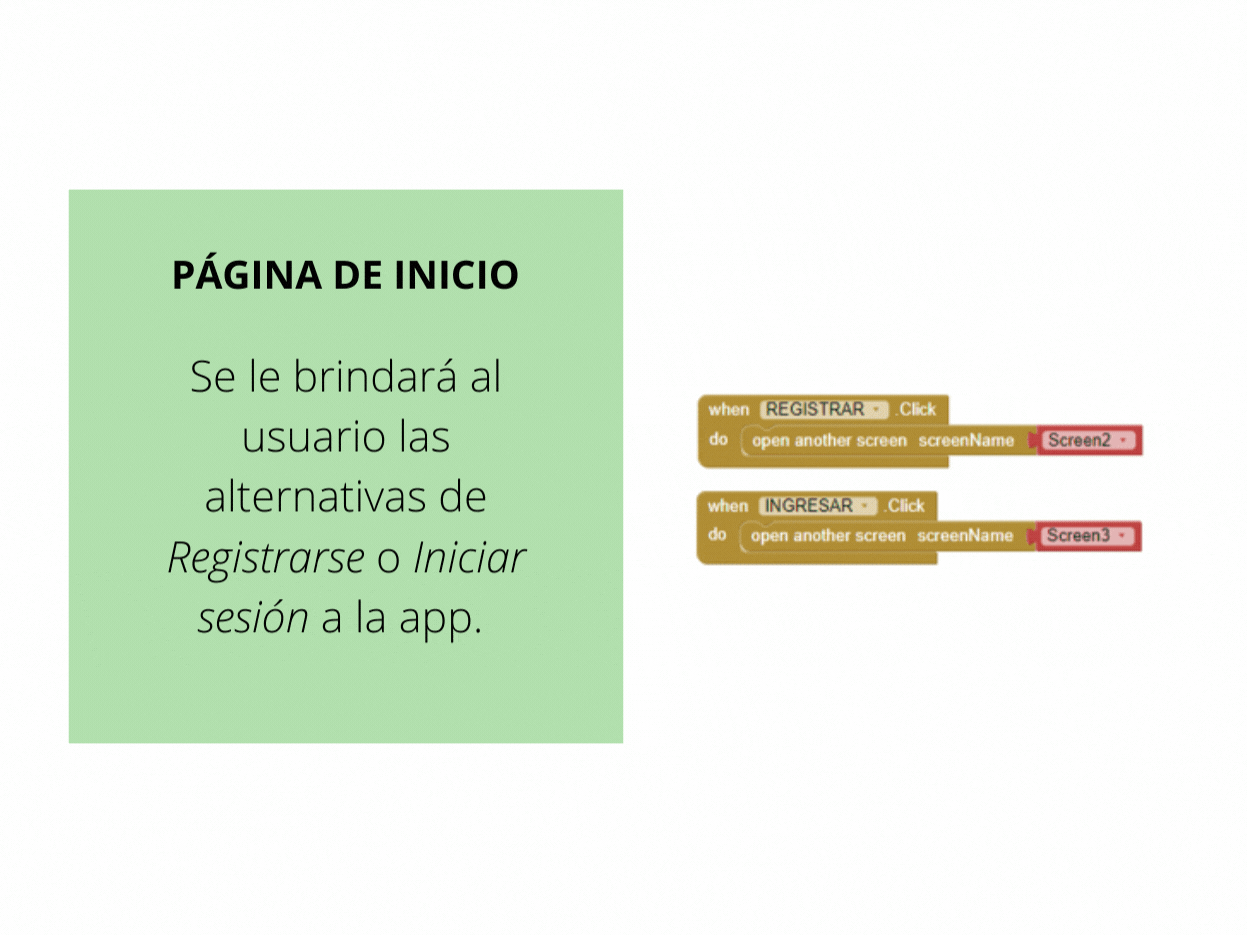 PÁGINA DE INICIO
Se le brindará al
usuario las
alternativas de
Registrarse o Iniciar
sesión a la app.
when REGISTRAR .Click
do open another screen screenName Screen2
when INGRESAR .Click
do open another screen screenName Screen3